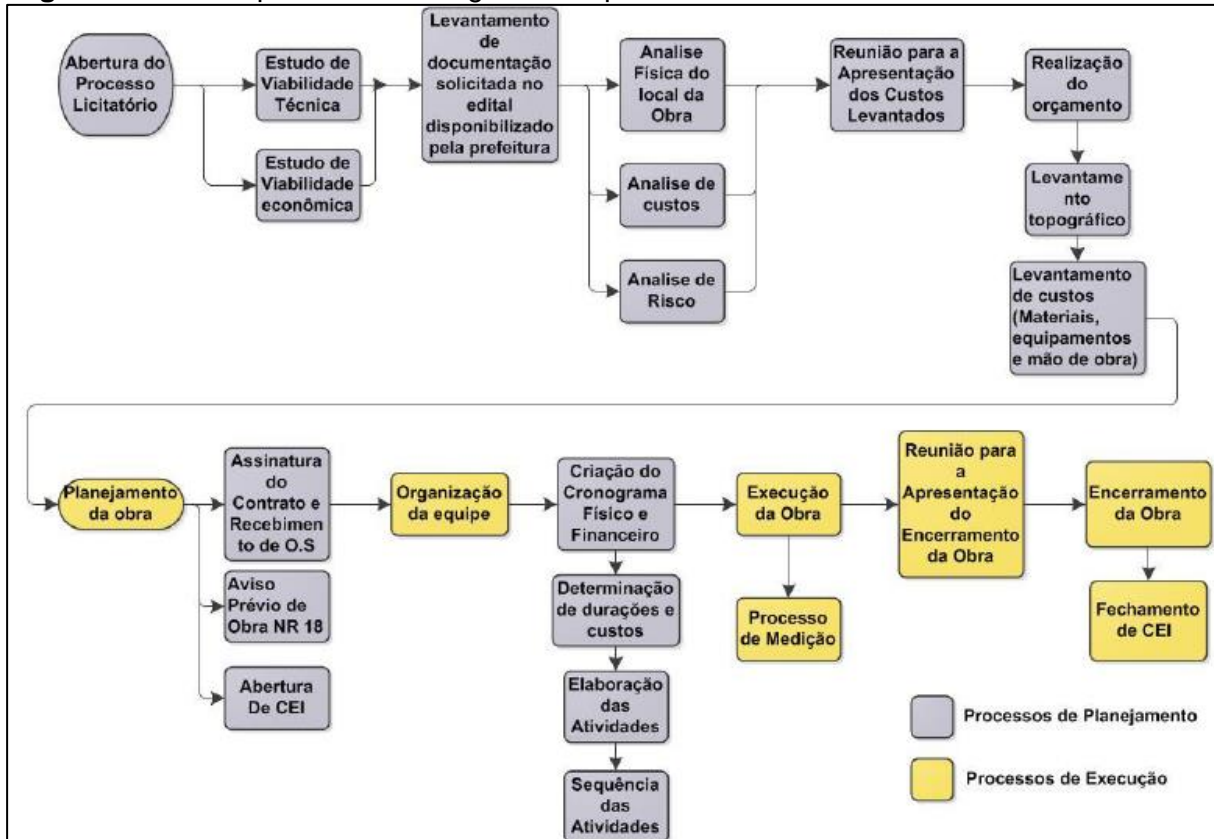 Abertura do
Processo
Licitatório
Estudo de
Viabilidade
Técnica
Estudo de
Viabilidade
econômica
Levantamento
de
documentação
solicitada no
edital
disponibilizado
pela prefeitura
Analise
Física do
local da
Obra
Analise de
custos
Analise de
Risco
Reunião para a
Apresentação
dos Custos
Levantados
Realização
do
orçamento
Levantame
nto
topográfico
Levantamento
de custos
(Materiais,
equipamentos
e mão de obra)
Planejamento
da obra
Assinatura
do
Contrato e
Recebimen
to de O.S
Aviso
Prévio de
Obra NR 18
Abertura
De CEI
Organização
da equipe
Criação do
Cronograma
Físico e
Financeiro
Determinação
de durações e
custos
Elaboração
das
Atividades
Sequência
das
Atividades
Execução
da Obra
Processo
de Medição
Reunião para
a
Apresentação
do
Encerramento
da Obra
Encerramento
da Obra
Fechamento
de CEI
Processos de Planejamento
Processos de Execução